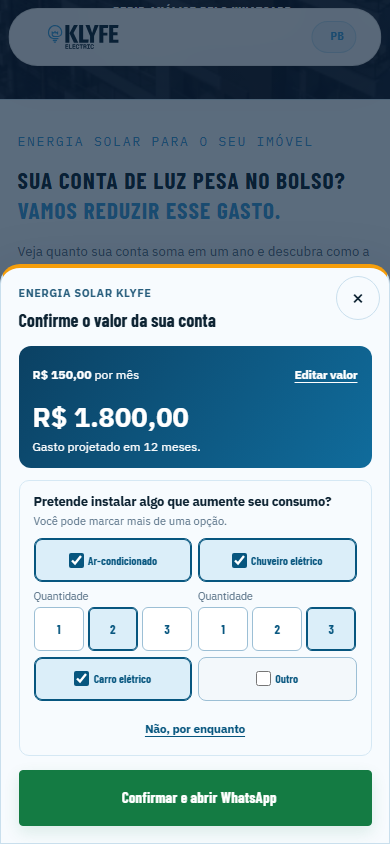 KLYFE
ELECTRIC
PB
ENERGIA SOLAR PARA O SEU IMÓVEL
SUA CONTA DE LUZ PESA NO BOLSO?
VAMOS REDUZIR ESSE GASTO.
Veja quanto sua conta soma em um ano e descubra como a
ENERGIA SOLAR KLYFE
×
Confirme o valor da sua conta
R$ 150,00 por mês
Editar valor
R$ 1.800,00
Gasto projetado em 12 meses.
Pretende instalar algo que aumente seu consumo?
Você pode marcar mais de uma opção.
Ar-condicionado
Chuveiro elétrico
Quantidade
Quantidade
1 2 3 1 2 3
Carro elétrico
Outro
Não, por enquanto
Confirmar e abrir WhatsApp